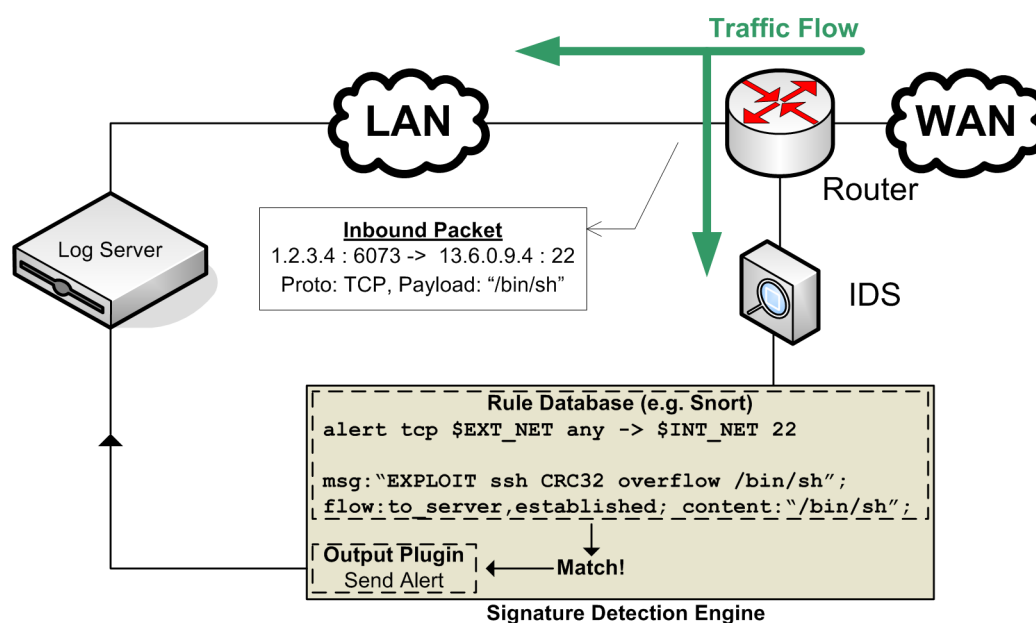 Traffic Flow
LAN
WAN
Router
Log Server
Inbound Packet
1.2.3.4 : 6073 -> 13.6.0.9.4 : 22
Proto: TCP, Payload: “/bin/sh”
IDS
Rule Database (e.g. Snort)
alert tcp $EXT_NET any -> $INT_NET 22
msg:“EXPLOIT ssh CRC32 overflow /bin/sh”;
flow:to_server,established; content:“/bin/sh”;
Output Plugin
Send Alert
Match!
Signature Detection Engine